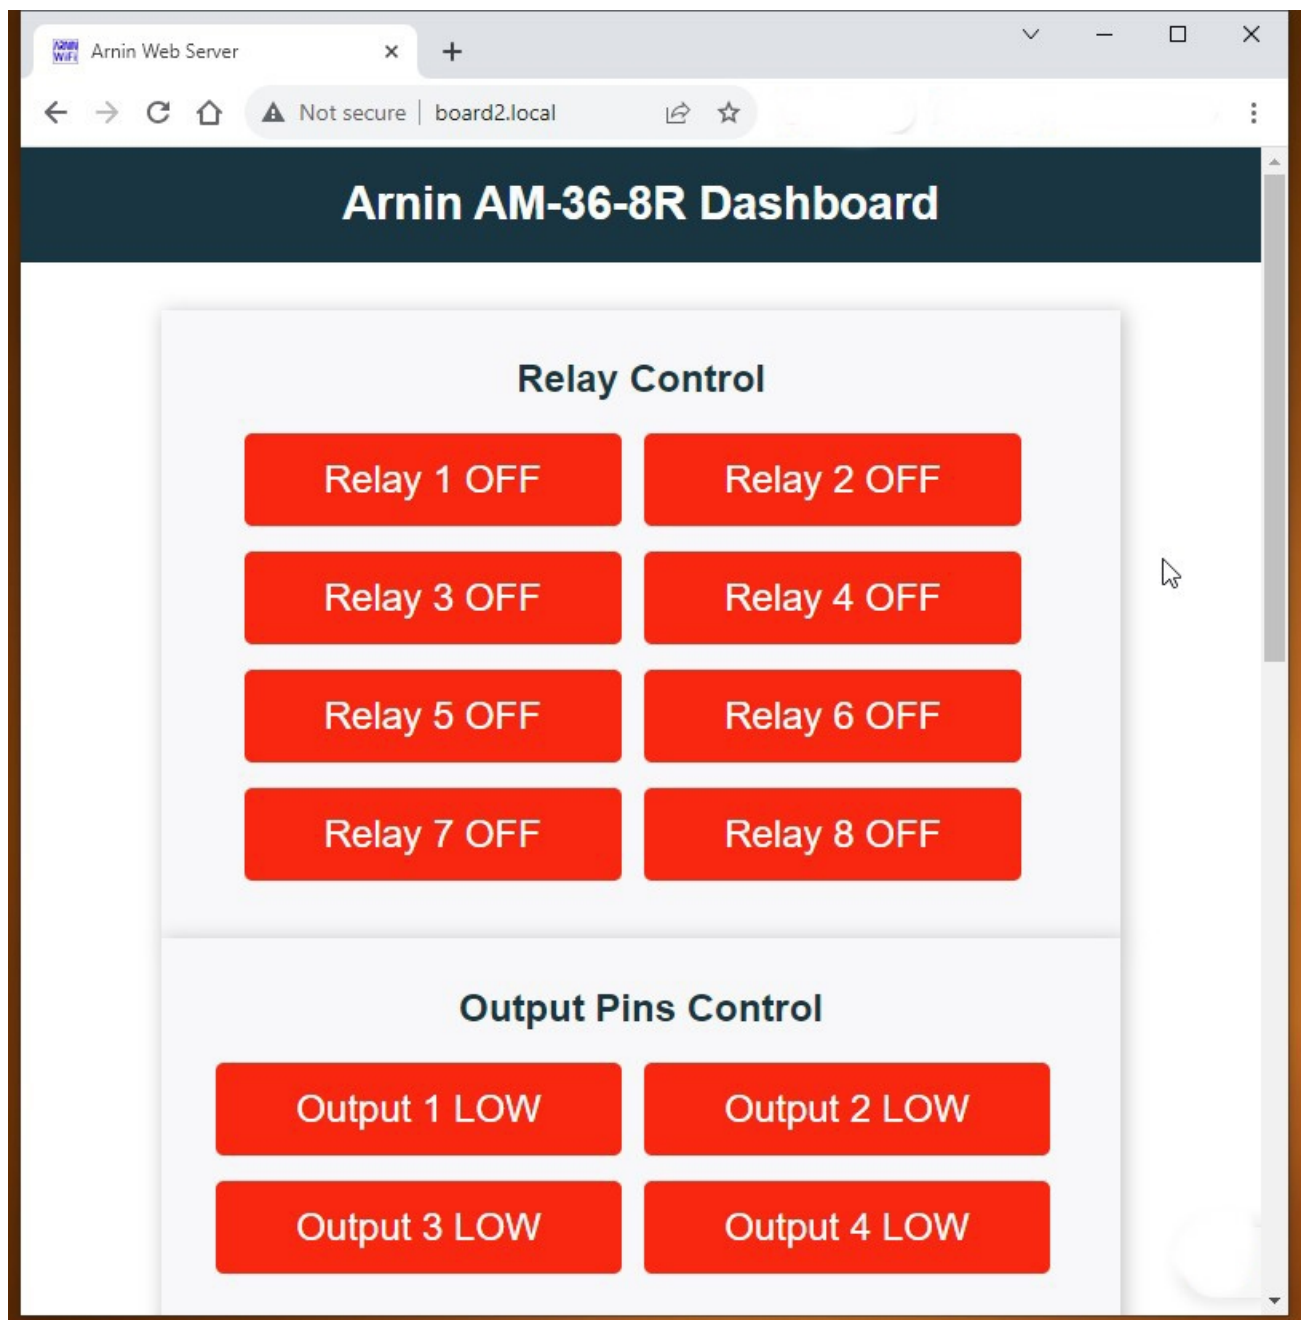 ARNIN
WiFi
Arnin Web Server
Not secure
board2.local
Arnin AM-36-8R Dashboard
Relay Control
Relay 1 OFF
Relay 2 OFF
Relay 3 OFF
Relay 4 OFF
Relay 5 OFF
Relay 6 OFF
Relay 7 OFF
Relay 8 OFF
Output Pins Control
Output 1 LOW
Output 2 LOW
Output 3 LOW
Output 4 LOW